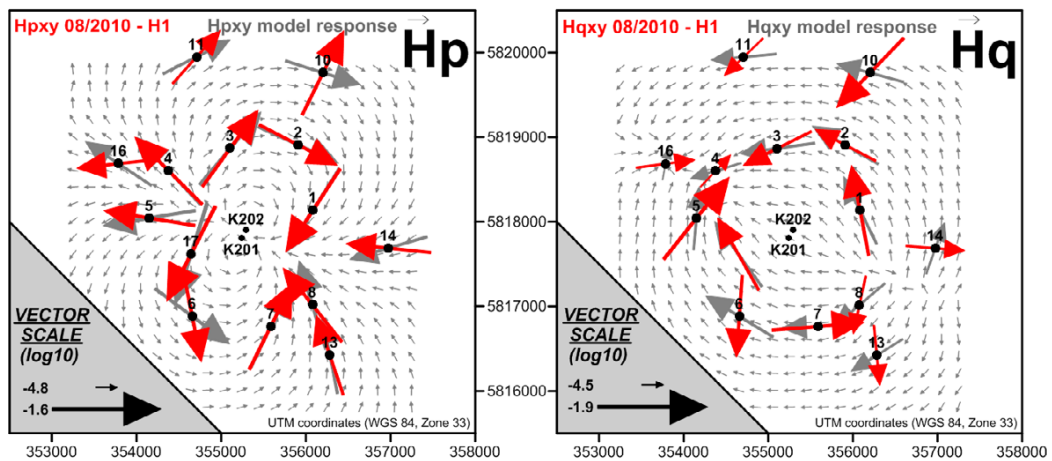 Hpxy 08/2010 - H1 Hpxy model response
Hp
11
10
3
2
16
4
5
1
K202
K201
17
14
6
7
8
13
VECTOR
SCALE
(log10)
-4.8
-1.6
UTM coordinates (WGS 84, Zone 33)
353000 354000 355000 356000 357000 358000
5820000
5819000
5818000
5817000
5816000
Hqxy 08/2010 - H1 Hqxy model response
Hq
11
10
3
2
16
4
5
1
K202
K201
14
6
7
8
13
VECTOR
SCALE
(log10)
-4.5
-1.9
UTM coordinates (WGS 84, Zone 33)
353000 354000 355000 356000 357000 358000